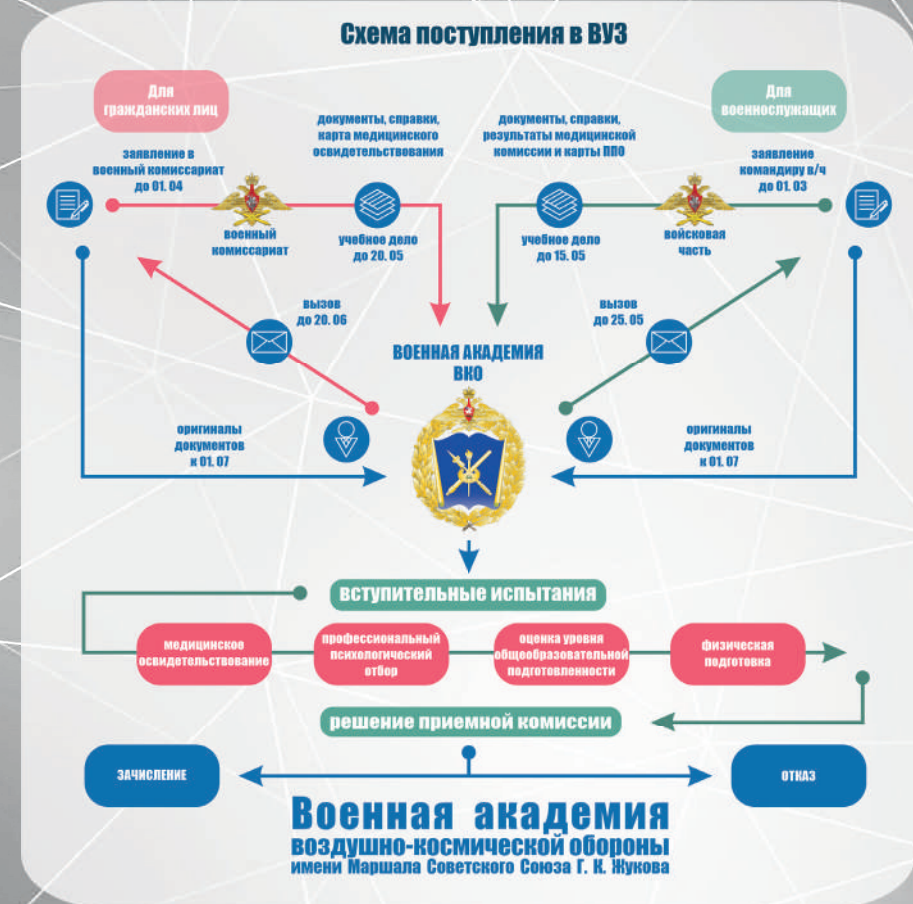 Схема поступления в ВУЗ
Для
гражданских лиц
Для
военнослужащих
документы, справки,
карта медицинского
освидетельствования
документы, справки,
результаты медицинской
комиссии и карты ППО
заявление в
военный комиссариат
до 01. 04
заявление
командиру в/ч
до 01. 03
военный
комиссариат
учебное дело
до 20. 05
учебное дело
до 15. 05
войсковая
часть
вызов
до 20. 06
вызов
до 25. 05
ВОЕННАЯ АКАДЕМИЯ
ВКО
оригиналы
документов
к 01. 07
оригиналы
документов
к 01. 07
вступительные испытания
медицинское
освидетельствование
профессиональный
психологический
отбор
оценка уровня
общеобразовательной
подготовленности
физическая
подготовка
решение приемной комиссии
ЗАЧИСЛЕНИЕ
ОТКАЗ
Военная академия
воздушно-космической обороны
имени Маршала Советского Союза Г. К. Жукова